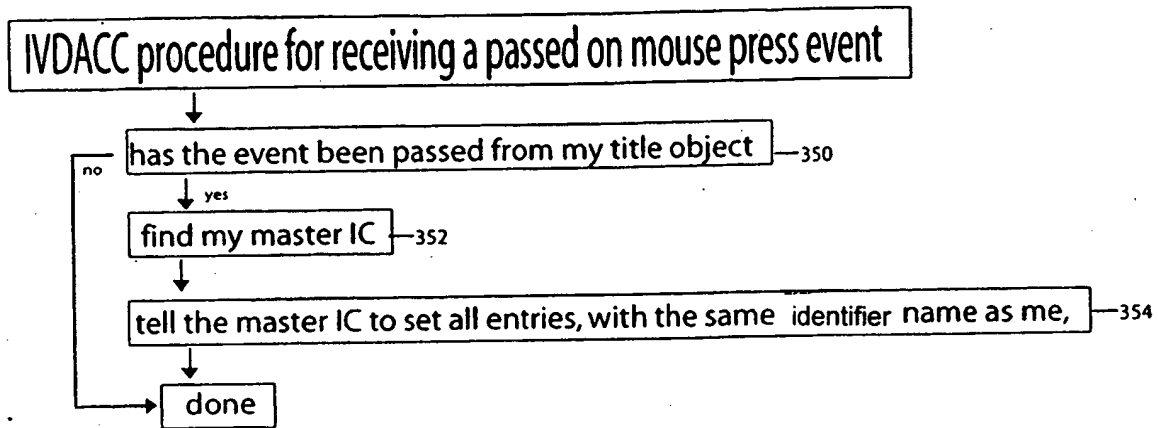 IVDACC procedure for receiving a passed on mouse press event
has the event been passed from my title object 350
no
yes
find my master IC 352
tell the master IC to set all entries, with the same identifier name as me, 354
done